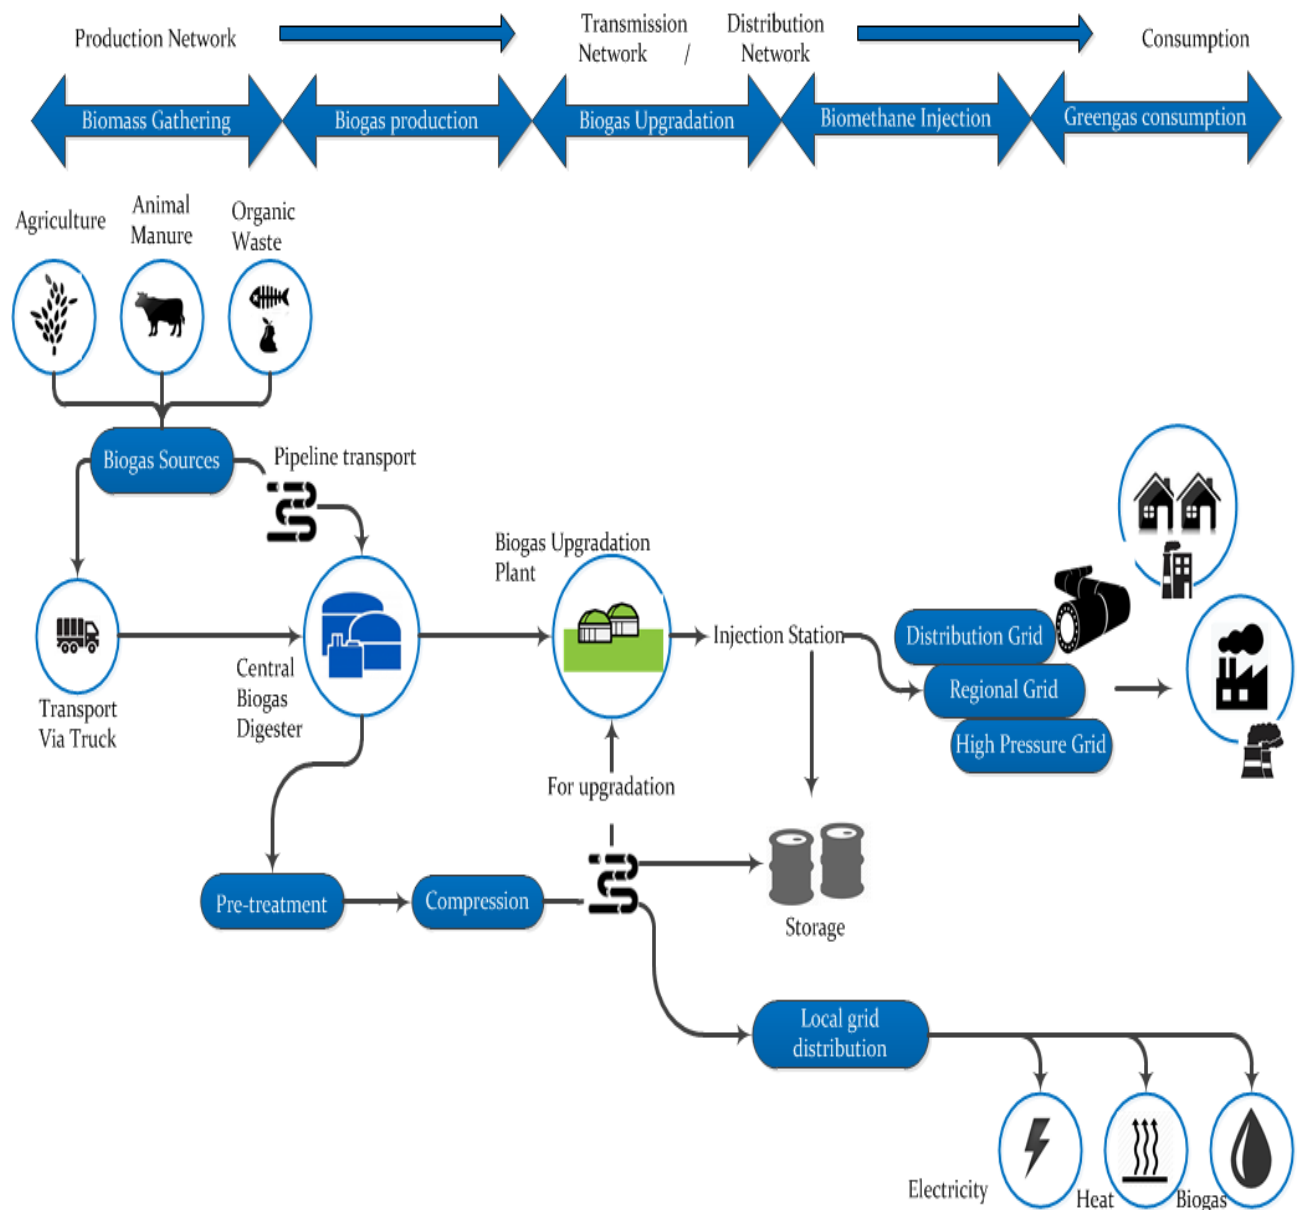 Production Network
Transmission Distribution
Network / Network
Consumption
Biomass Gathering
Biogas production
Biogas Upgradation
Biomethane Injection
Greengas consumption
Agriculture
Animal
Manure
Organic
Waste
Biogas Sources
Pipeline transport
Biogas Upgradation
Plant
Injection Station
Distribution Grid
Regional Grid
High Pressure Grid
Central
Biogas
Digester
Transport
Via Truck
For upgradation
Pre-treatment
Compression
Storage
Local grid
distribution
Electricity
Heat
Biogas